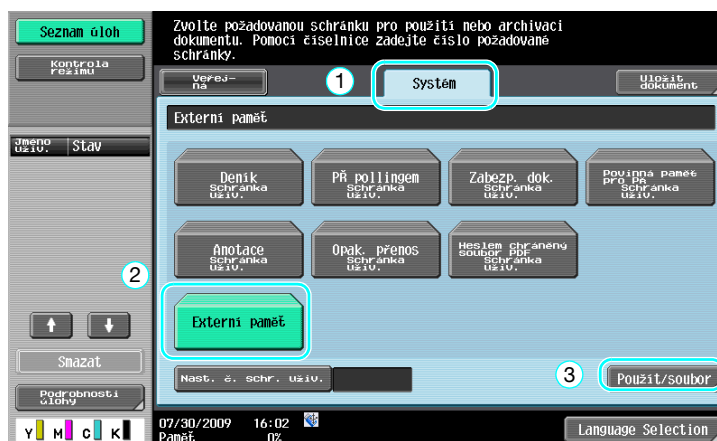 Seznam úloh
Kontrola
režimu
Zvolte požadovanou schránku pro použití nebo archivaci
dokumentu. Pomocí číselnice zadejte číslo požadované
schránky.
Veřej-
ná
1
Systém
Uložit
dokument
Externí paměť
Jméno
uživ.
Stav
Deník
Schránka
uživ.
PŘ pollingem
Schránka
uživ.
Zabezp. dok.
Schránka
uživ.
Povinná paměť
pro PA
Schránka
uživ.
Anotace
Schránka
uživ.
Opak. přenos
Schránka
uživ.
Heslem chráněný
soubor PDF
Schránka
uživ.
2
Externí paměť
Smazat
Nast. č. schr. uživ.
3
Použít/soubor
Podrobnosti
úlohy
Y M C K
07/30/2009 16:02
Paměť 0%
Language Selection